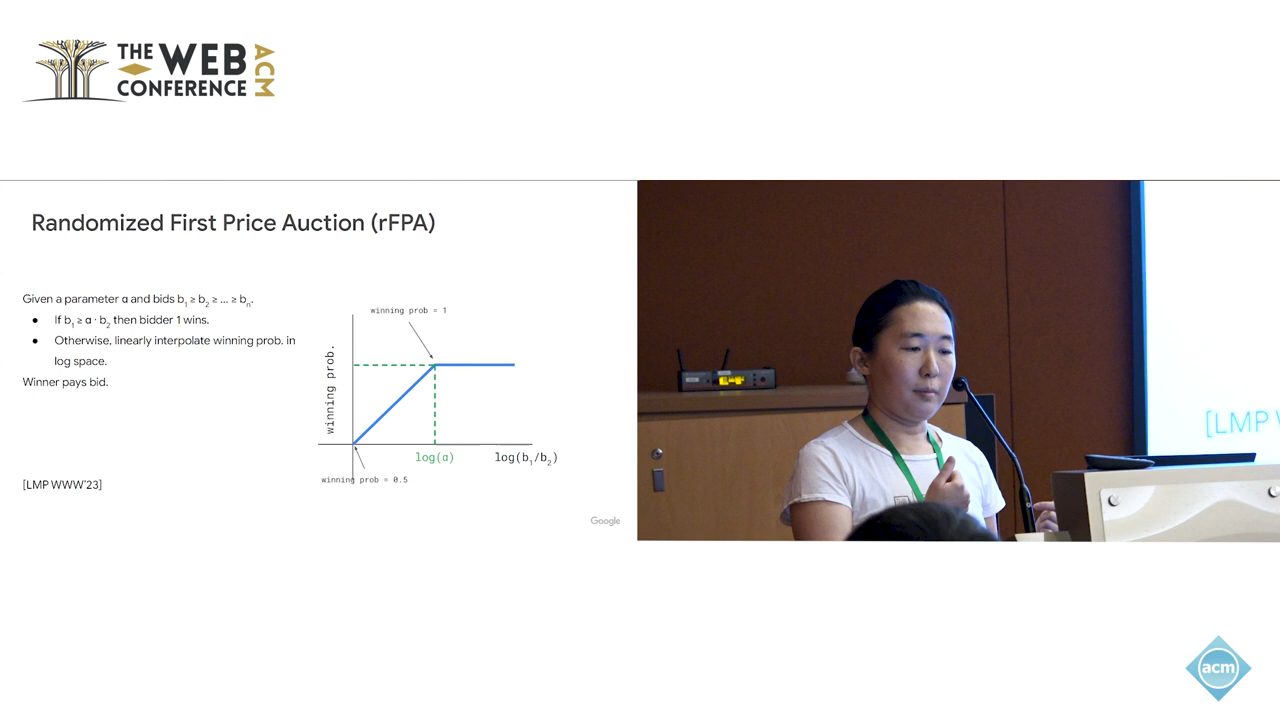 THE WEB
CONFERENCE
ACM
Randomized First Price Auction (rFPA)
Given a parameter α and bids b1 ≥ b2 ≥ ... ≥ bn.
● If b1 ≥ α · b2 then bidder 1 wins.
● Otherwise, linearly interpolate winning prob. in
log space.
Winner pays bid.
[LMP WWW'23]
winning prob = 1
winning prob.
log(α)
log(b1/b2)
winning prob = 0.5
Google
[LMP W
acm